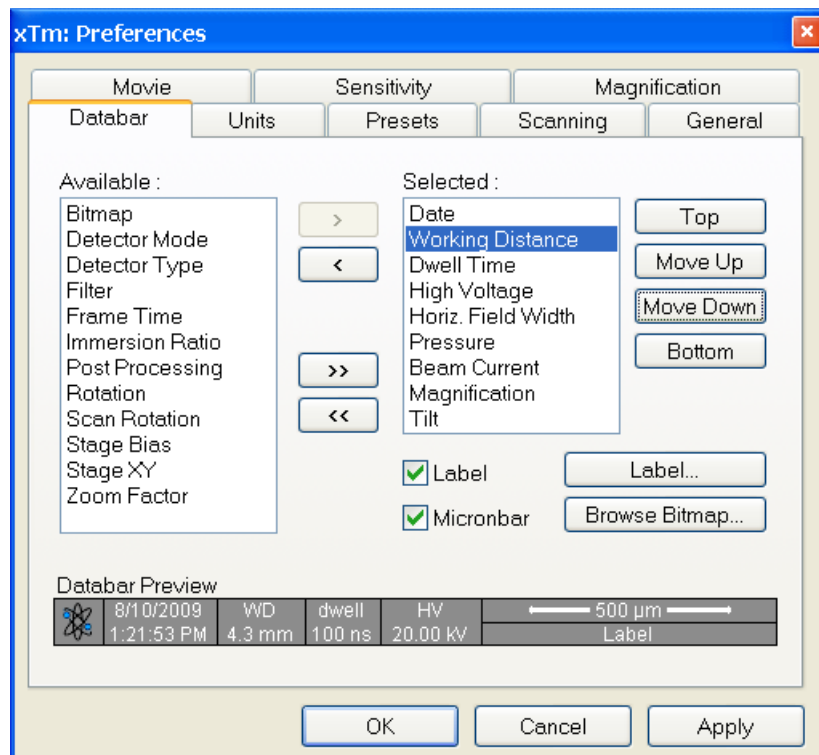 xTm: Preferences
Movie Sensitivity Magnification
Databar Units Presets Scanning General
Available :
Bitmap
Detector Mode
Detector Type
Filter
Frame Time
Immersion Ratio
Post Processing
Rotation
Scan Rotation
Stage Bias
Stage XY
Zoom Factor
>
<
>>
<<
Selected :
Date
Working Distance
Dwell Time
High Voltage
Horiz. Field Width
Pressure
Beam Current
Magnification
Tilt
Top
Move Up
Move Down
Bottom
Label Label...
Micronbar Browse Bitmap...
Databar Preview
8/10/2009 WD dwell HV 500 µm
1:21:53 PM 4.3 mm 100 ns 20.00 kV Label
OK Cancel Apply